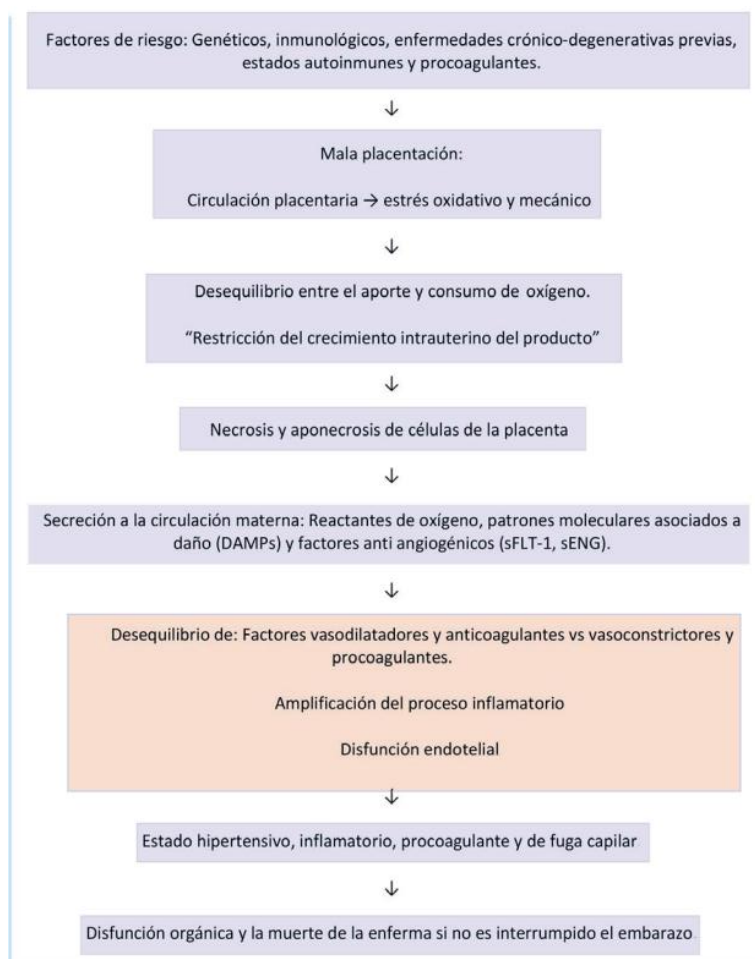 Factores de riesgo: Genéticos, inmunológicos, enfermedades crónico-degenerativas previas,
estados autoinmunes y procoagulantes.
↓
Mala placentación:
Circulación placentaria → estrés oxidativo y mecánico
↓
Desequilibrio entre el aporte y consumo de oxígeno.
“Restricción del crecimiento intrauterino del producto”
↓
Necrosis y aponecrosis de células de la placenta
↓
Secreción a la circulación materna: Reactantes de oxígeno, patrones moleculares asociados a
daño (DAMPs) y factores anti angiogénicos (sFLT-1, sENG).
↓
Desequilibrio de: Factores vasodilatadores y anticoagulantes vs vasoconstrictores y
procoagulantes.
Amplificación del proceso inflamatorio
Disfunción endotelial
↓
Estado hipertensivo, inflamatorio, procoagulante y de fuga capilar
↓
Disfunción orgánica y la muerte de la enferma si no es interrumpido el embarazo